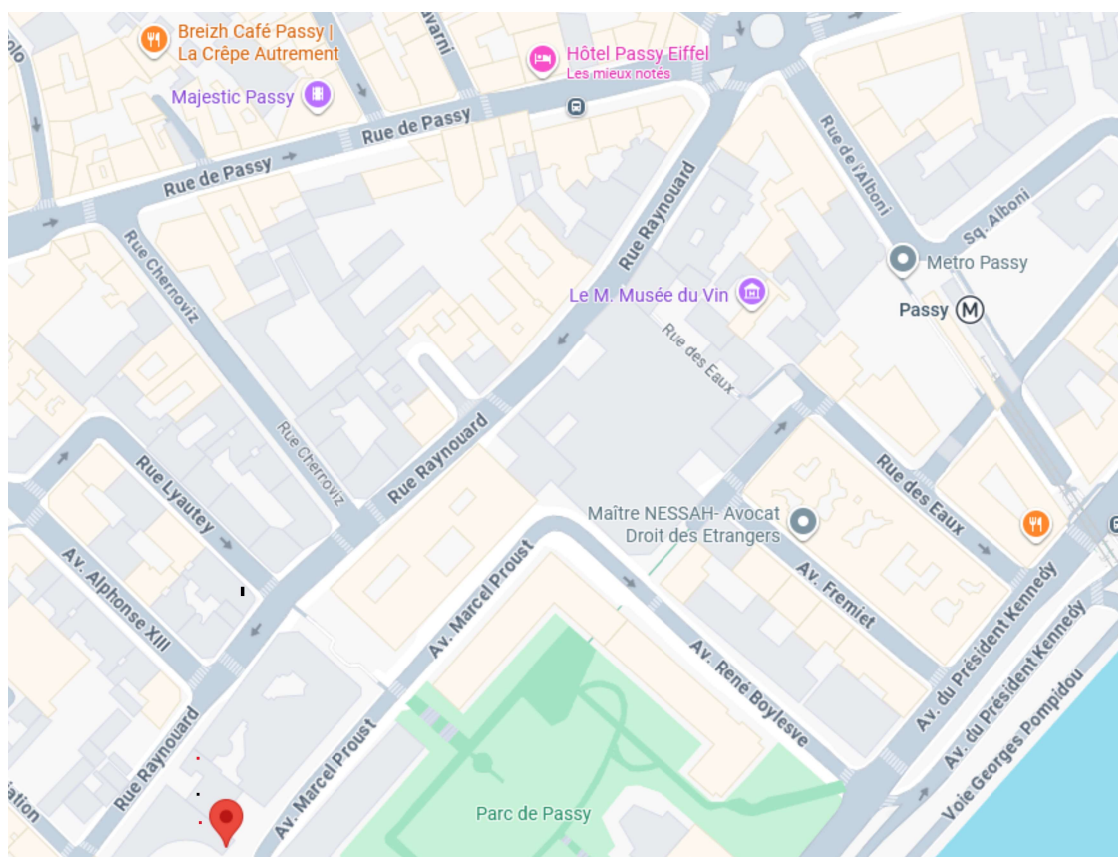 Breizh Café Passy |
La Crêpe Autrement
Hôtel Passy Eiffel
Les mieux notés
Majestic Passy
Rue de Passy
Rue de Passy
Rue de l'Alboni
Rue Raynouard
Sq. Alboni
Rue Chernoviz
Metro Passy
Le M. Musée du Vin
Passy M
Rue des Eaux
Rue Chernoviz
Rue Raynouard
Rue Lyautey
Rue des Eaux
Maître NESSAH- Avocat
Droit des Etrangers
Av. Alphonse XIII
Av. Marcel Proust
Av. Fremiet
Av. du Président Kennedy
Av. du Président Kennedy
Av. René Boylesve
Voie Georges Pompidou
Rue Raynouard
Av. Marcel Proust
Parc de Passy